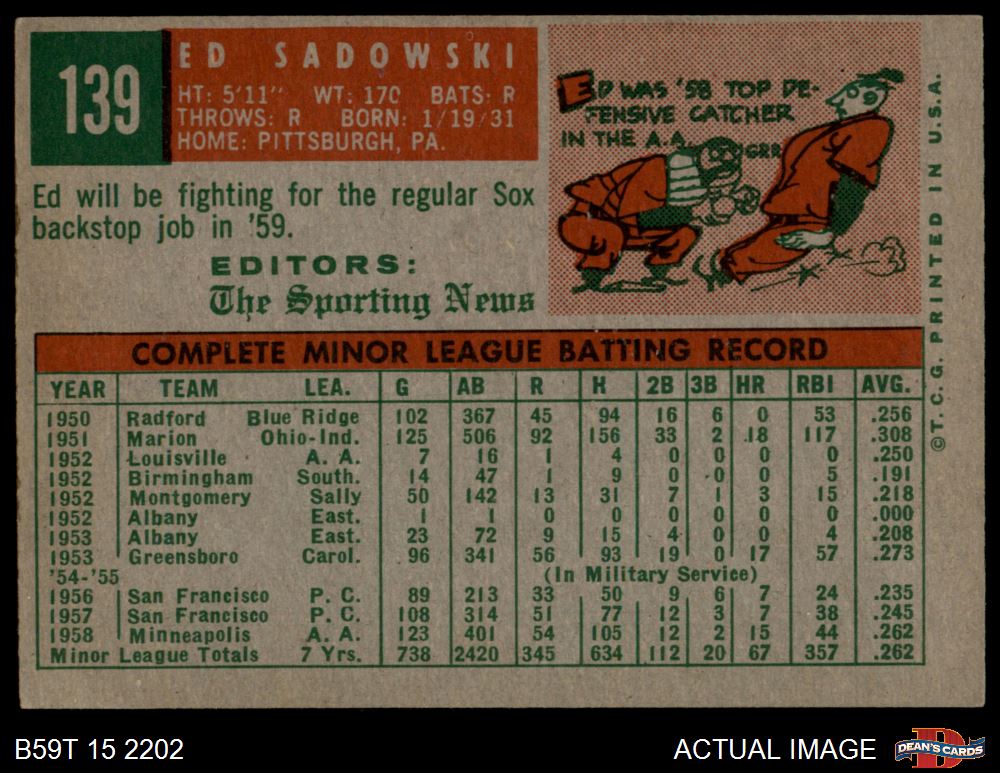 139
ED SADOWSKI
HT: 5'11" WT: 170 BATS: R
THROWS: R BORN: 1/19/31
HOME: PITTSBURGH, PA.
Ed will be fighting for the regular Sox
backstop job in '59.
EDITORS:
The Sporting News
ED WAS '58 TOP DE-
FENSIVE CATCHER
IN THE A.A.
GRR
COMPLETE MINOR LEAGUE BATTING RECORD
YEAR TEAM LEA. G AB R H 2B 3B HR RBI AVG.
1950 Radford Blue Ridge 102 367 45 94 16 6 0 53 .256
1951 Marion Ohio-Ind. 125 506 92 156 33 2 18 117 .308
1952 Louisville A. A. 7 16 1 4 0 0 0 0 .250
1952 Birmingham South. 14 47 1 9 0 0 0 5 .191
1952 Montgomery Sally 50 142 13 31 7 1 3 15 .218
1952 Albany East. 1 1 0 0 0 0 0 0 .000
1953 Albany East. 23 72 9 15 4 0 0 4 .208
1953 Greensboro Carol. 96 341 56 93 19 0 17 57 .273
'54-'55 (In Military Service)
1956 San Francisco P. C. 89 213 33 50 9 6 7 24 .235
1957 San Francisco P. C. 108 314 51 77 12 3 7 38 .245
1958 Minneapolis A. A. 123 401 54 105 12 2 15 44 .262
Minor League Totals 7 Yrs. 738 2420 345 634 112 20 67 357 .262
©T. C. G. PRINTED IN U.S.A.
B59T 15 2202
ACTUAL IMAGE
D
DEAN'S CARDS